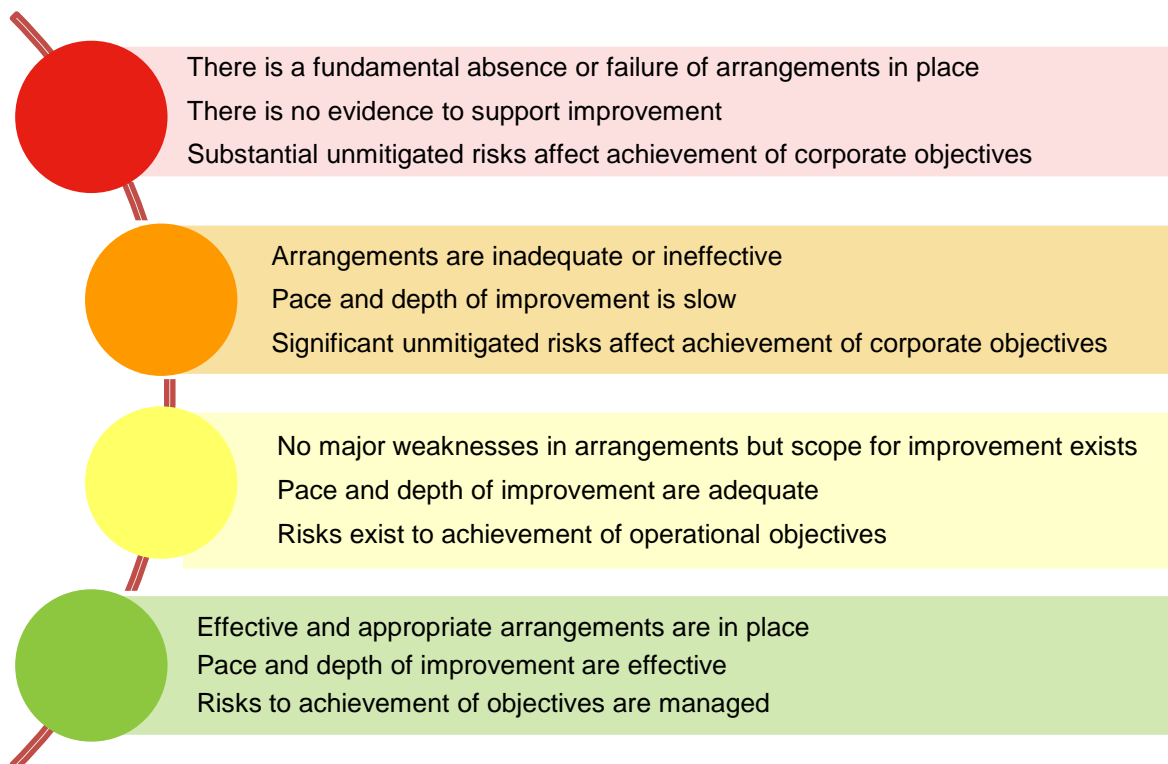 There is a fundamental absence or failure of arrangements in place
There is no evidence to support improvement
Substantial unmitigated risks affect achievement of corporate objectives
Arrangements are inadequate or ineffective
Pace and depth of improvement is slow
Significant unmitigated risks affect achievement of corporate objectives
No major weaknesses in arrangements but scope for improvement exists
Pace and depth of improvement are adequate
Risks exist to achievement of operational objectives
Effective and appropriate arrangements are in place
Pace and depth of improvement are effective
Risks to achievement of objectives are managed